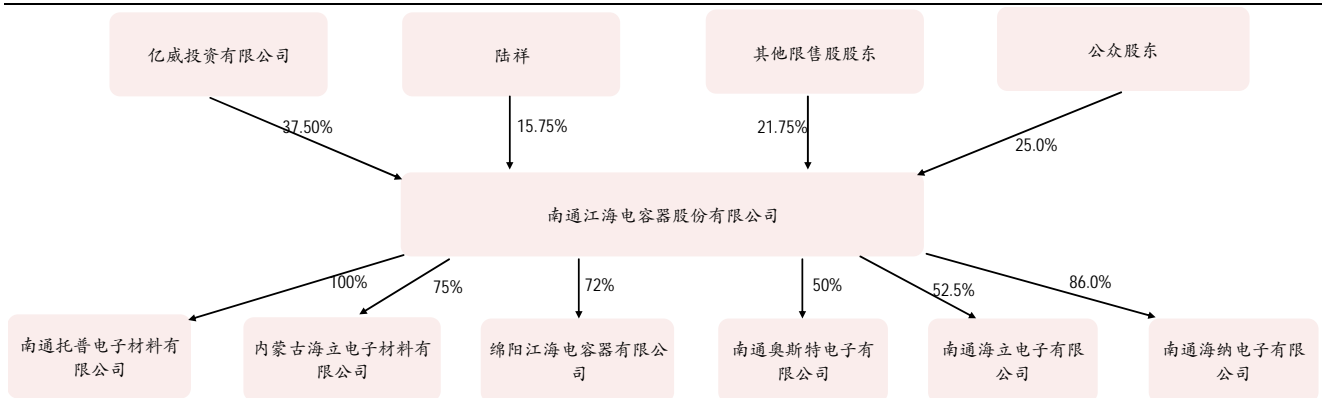 亿威投资有限公司
陆祥
其他限售股股东
公众股东
37.50%
15.75%
21.75%
25.0%
南通江海电容器股份有限公司
100%
75%
72%
50%
52.5%
86.0%
南通托普电子材料有
限公司
内蒙古海立电子材料有
限公司
绵阳江海电容器有限公
司
南通奥斯特电子有
限公司
南通海立电子有限
公司
南通海纳电子有限
公司